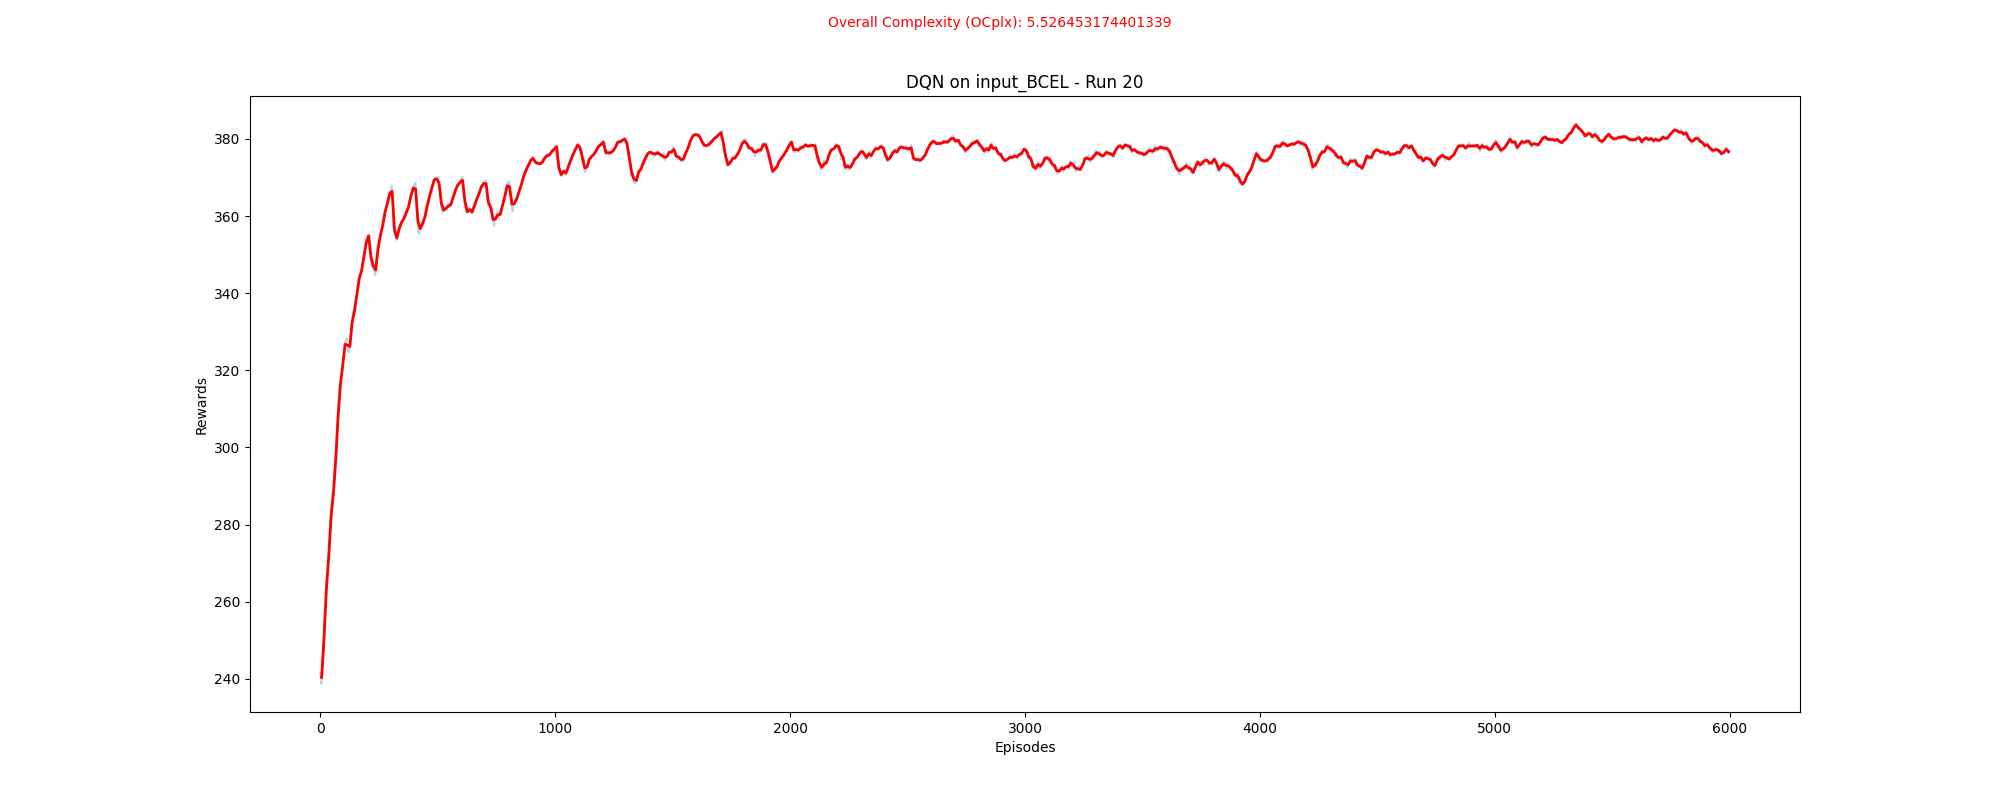 Overall Complexity (OCplx): 5.526453174401339
DQN on input_BCEL - Run 20
380
360
340
320
300
280
260
240
Rewards
0 1000 2000 3000 4000 5000 6000
Episodes